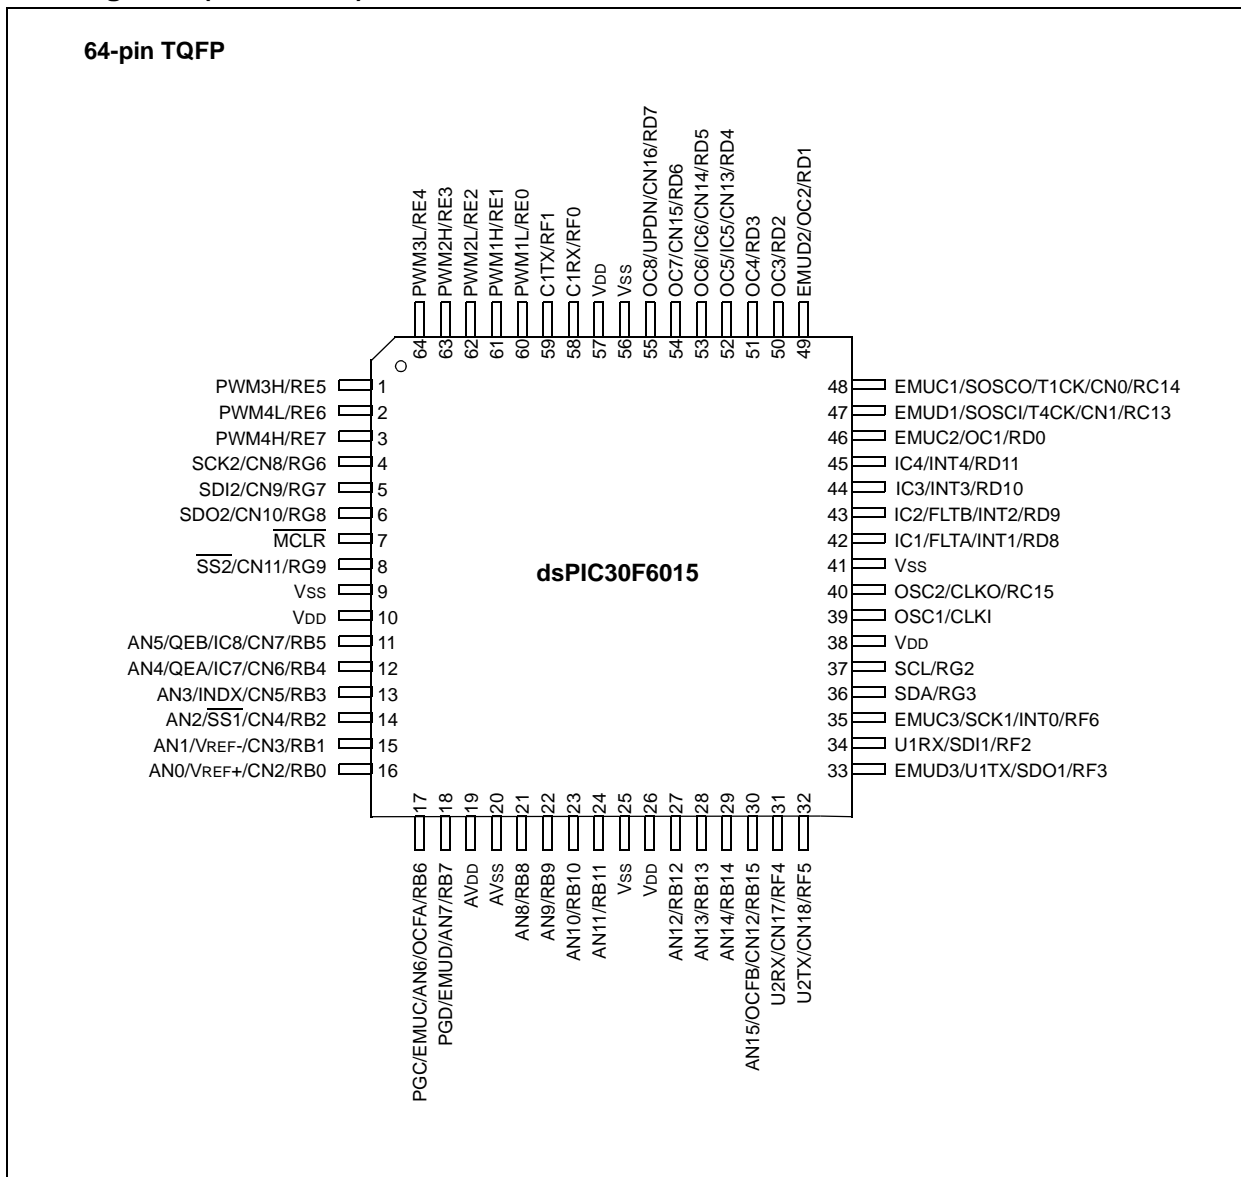 64-pin TQFP
PWM3L/RE4
PWM2H/RE3
PWM2L/RE2
PWM1H/RE1
PWM1L/RE0
C1TX/RF1
C1RX/RF0
VDD
VSS
OC8/UPDN/CN16/RD7
OC7/CN15/RD6
OC6/IC6/CN14/RD5
OC5/IC5/CN13/RD4
OC4/RD3
OC3/RD2
EMUD2/OC2/RD1
64
63
62
61
60
59
58
57
56
55
54
53
52
51
50
49
PWM3H/RE5 1
PWM4L/RE6 2
PWM4H/RE7 3
SCK2/CN8/RG6 4
SDI2/CN9/RG7 5
SDO2/CN10/RG8 6
MCLR 7
SS2/CN11/RG9 8
VSS 9
VDD 10
AN5/QEB/IC8/CN7/RB5 11
AN4/QEA/IC7/CN6/RB4 12
AN3/INDX/CN5/RB3 13
AN2/SS1/CN4/RB2 14
AN1/VREF-/CN3/RB1 15
AN0/VREF+/CN2/RB0 16
dsPIC30F6015
48 EMUC1/SOSCO/T1CK/CN0/RC14
47 EMUD1/SOSCI/T4CK/CN1/RC13
46 EMUC2/OC1/RD0
45 IC4/INT4/RD11
44 IC3/INT3/RD10
43 IC2/FLTB/INT2/RD9
42 IC1/FLTA/INT1/RD8
41 VSS
40 OSC2/CLKO/RC15
39 OSC1/CLKI
38 VDD
37 SCL/RG2
36 SDA/RG3
35 EMUC3/SCK1/INT0/RF6
34 U1RX/SDI1/RF2
33 EMUD3/U1TX/SDO1/RF3
17
18
19
20
21
22
23
24
25
26
27
28
29
30
31
32
PGC/EMUC/AN6/OCFA/RB6
PGD/EMUD/AN7/RB7
AVDD
AVSS
AN8/RB8
AN9/RB9
AN10/RB10
AN11/RB11
VSS
VDD
AN12/RB12
AN13/RB13
AN14/RB14
AN15/OCFB/CN12/RB15
U2RX/CN17/RF4
U2TX/CN18/RF5